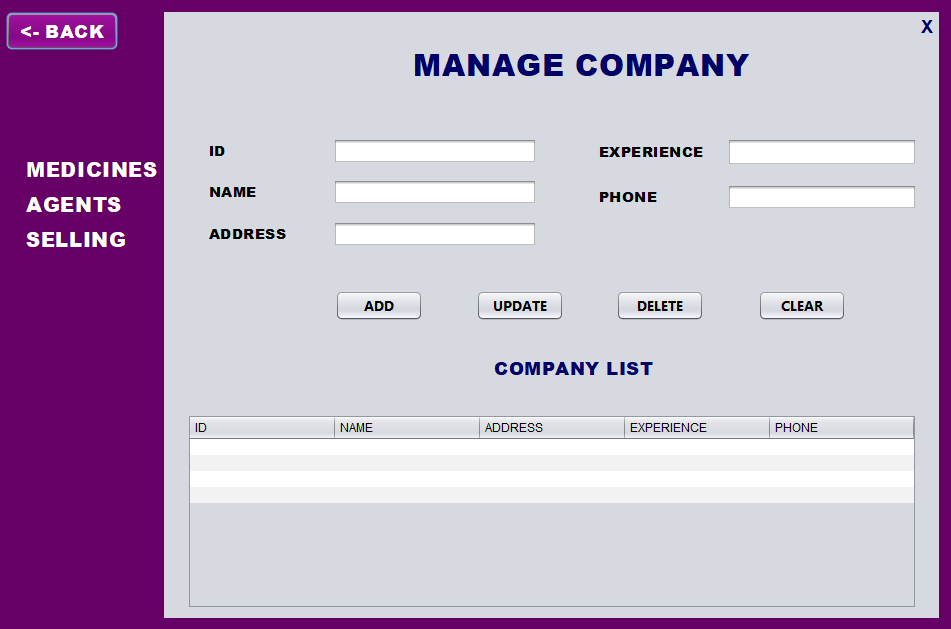 <- BACK
X
MANAGE COMPANY
MEDICINES
AGENTS
SELLING
ID
EXPERIENCE
NAME
PHONE
ADDRESS
ADD UPDATE DELETE CLEAR
COMPANY LIST
ID NAME ADDRESS EXPERIENCE PHONE